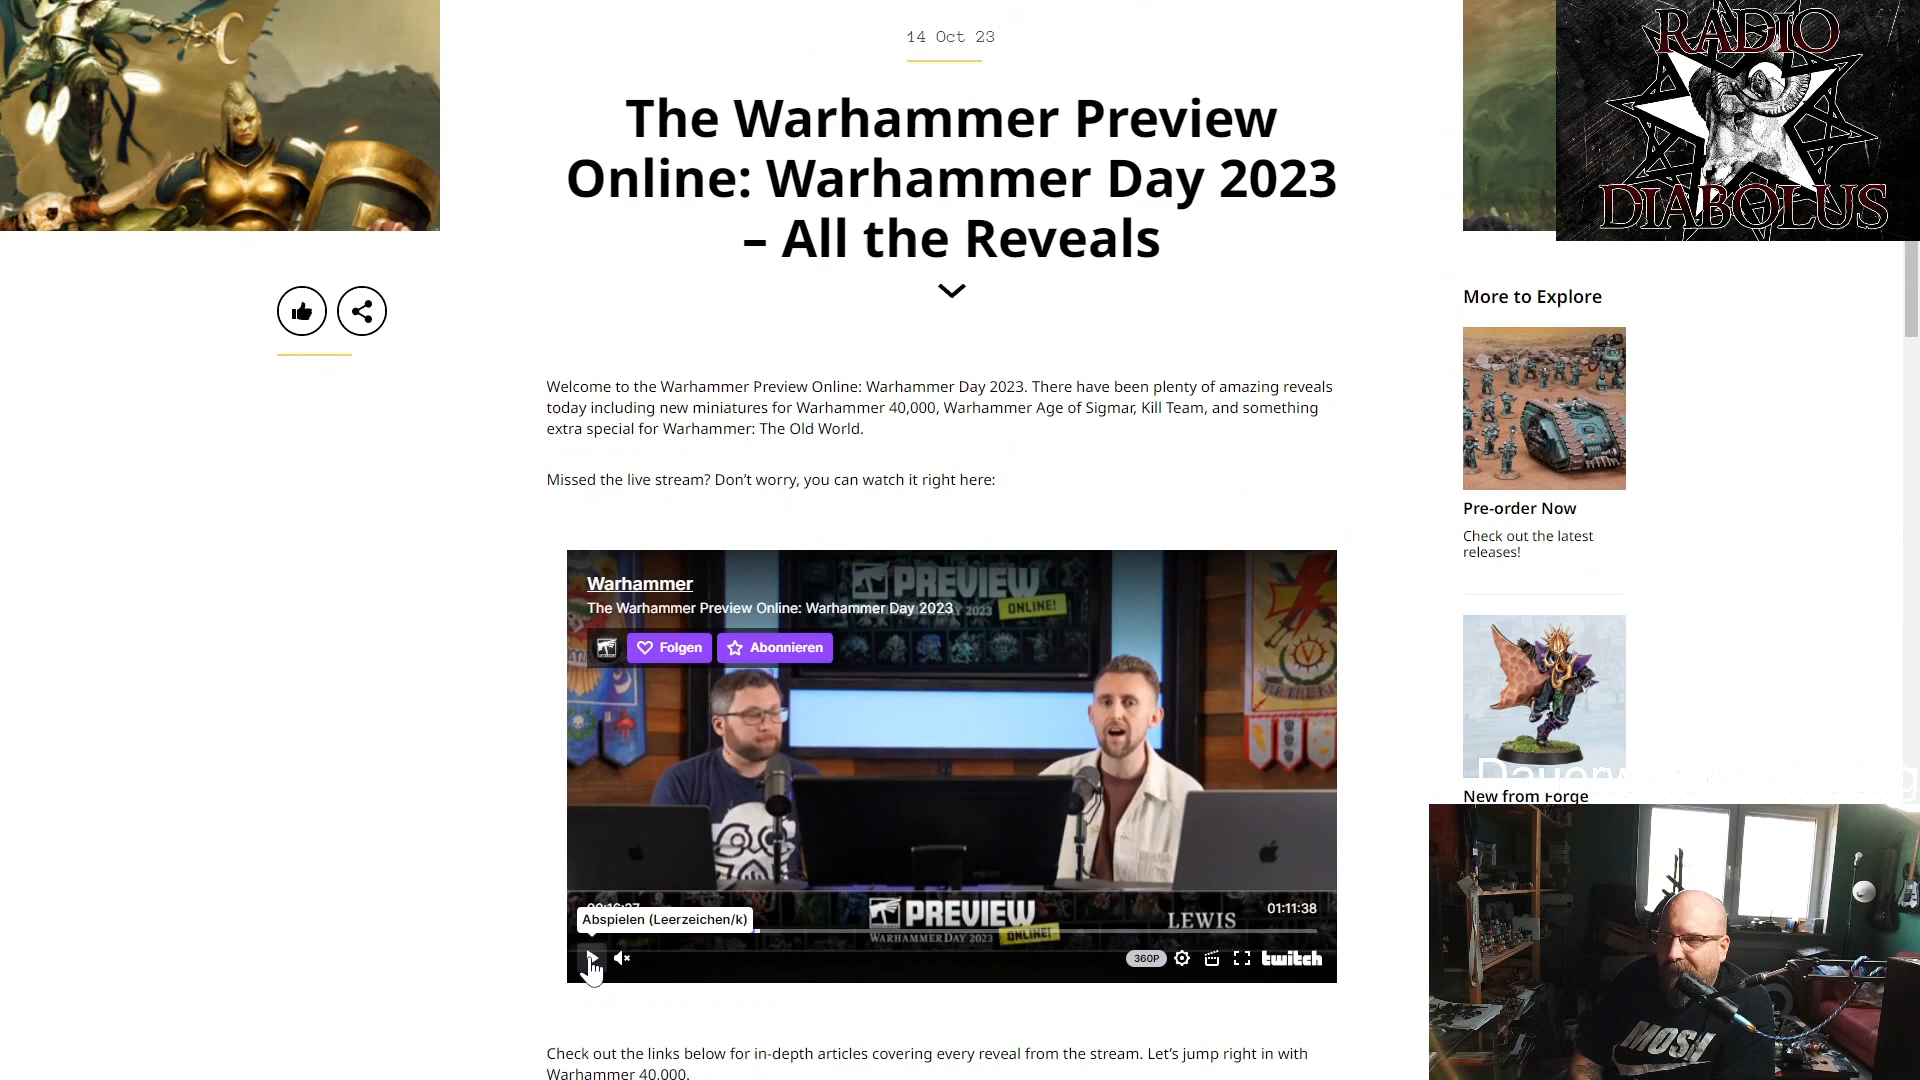 14 Oct 23
RADIO
DIABOLUS
The Warhammer Preview
Online: Warhammer Day 2023
– All the Reveals
Welcome to the Warhammer Preview Online: Warhammer Day 2023. There have been plenty of amazing reveals
today including new miniatures for Warhammer 40,000, Warhammer Age of Sigmar, Kill Team, and something
extra special for Warhammer: The Old World.
Missed the live stream? Don’t worry, you can watch it right here:
Warhammer
The Warhammer Preview Online: Warhammer Day 2023
PREVIEW
2023
ONLINE!
Folgen
Abonnieren
Abspielen (Leerzeichen/k)
PREVIEW
WARHAMMER DAY 2023
ONLINE!
LEWIS
01:11:38
360P
twitch
Check out the links below for in-depth articles covering every reveal from the stream. Let’s jump right in with
Warhammer 40,000.
More to Explore
Pre-order Now
Check out the latest
releases!
New from Forge
MOSH